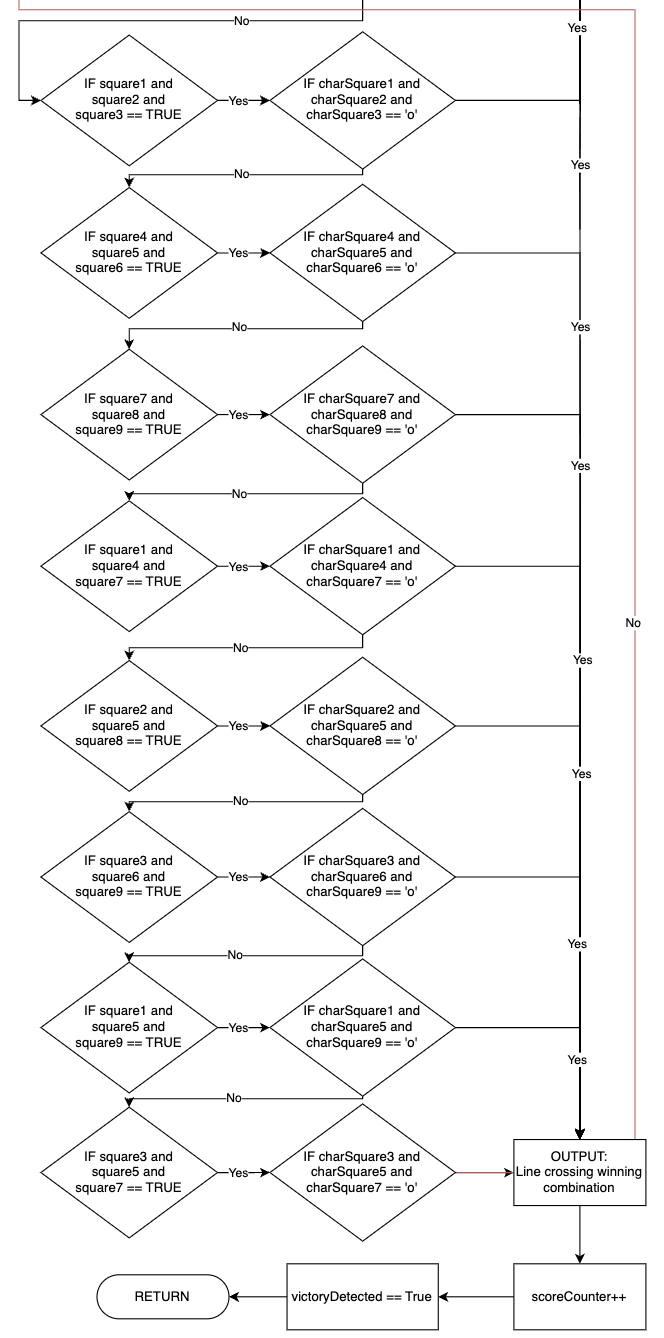 No
Yes
IF square1 and
square2 and
square3 == TRUE
Yes
IF charSquare1 and
charSquare2 and
charSquare3 == 'o'
Yes
No
IF square4 and
square5 and
square6 == TRUE
Yes
IF charSquare4 and
charSquare5 and
charSquare6 == 'o'
Yes
No
IF square7 and
square8 and
square9 == TRUE
Yes
IF charSquare7 and
charSquare8 and
charSquare9 == 'o'
Yes
No
IF square1 and
square4 and
square7 == TRUE
Yes
IF charSquare1 and
charSquare4 and
charSquare7 == 'o'
No
Yes
No
IF square2 and
square5 and
square8 == TRUE
Yes
IF charSquare2 and
charSquare5 and
charSquare8 == 'o'
Yes
No
IF square3 and
square6 and
square9 == TRUE
Yes
IF charSquare3 and
charSquare6 and
charSquare9 == 'o'
Yes
No
IF square1 and
square5 and
square9 == TRUE
Yes
IF charSquare1 and
charSquare5 and
charSquare9 == 'o'
Yes
No
IF square3 and
square5 and
square7 == TRUE
Yes
IF charSquare3 and
charSquare5 and
charSquare7 == 'o'
OUTPUT:
Line crossing winning
combination
RETURN
victoryDetected == True
scoreCounter++